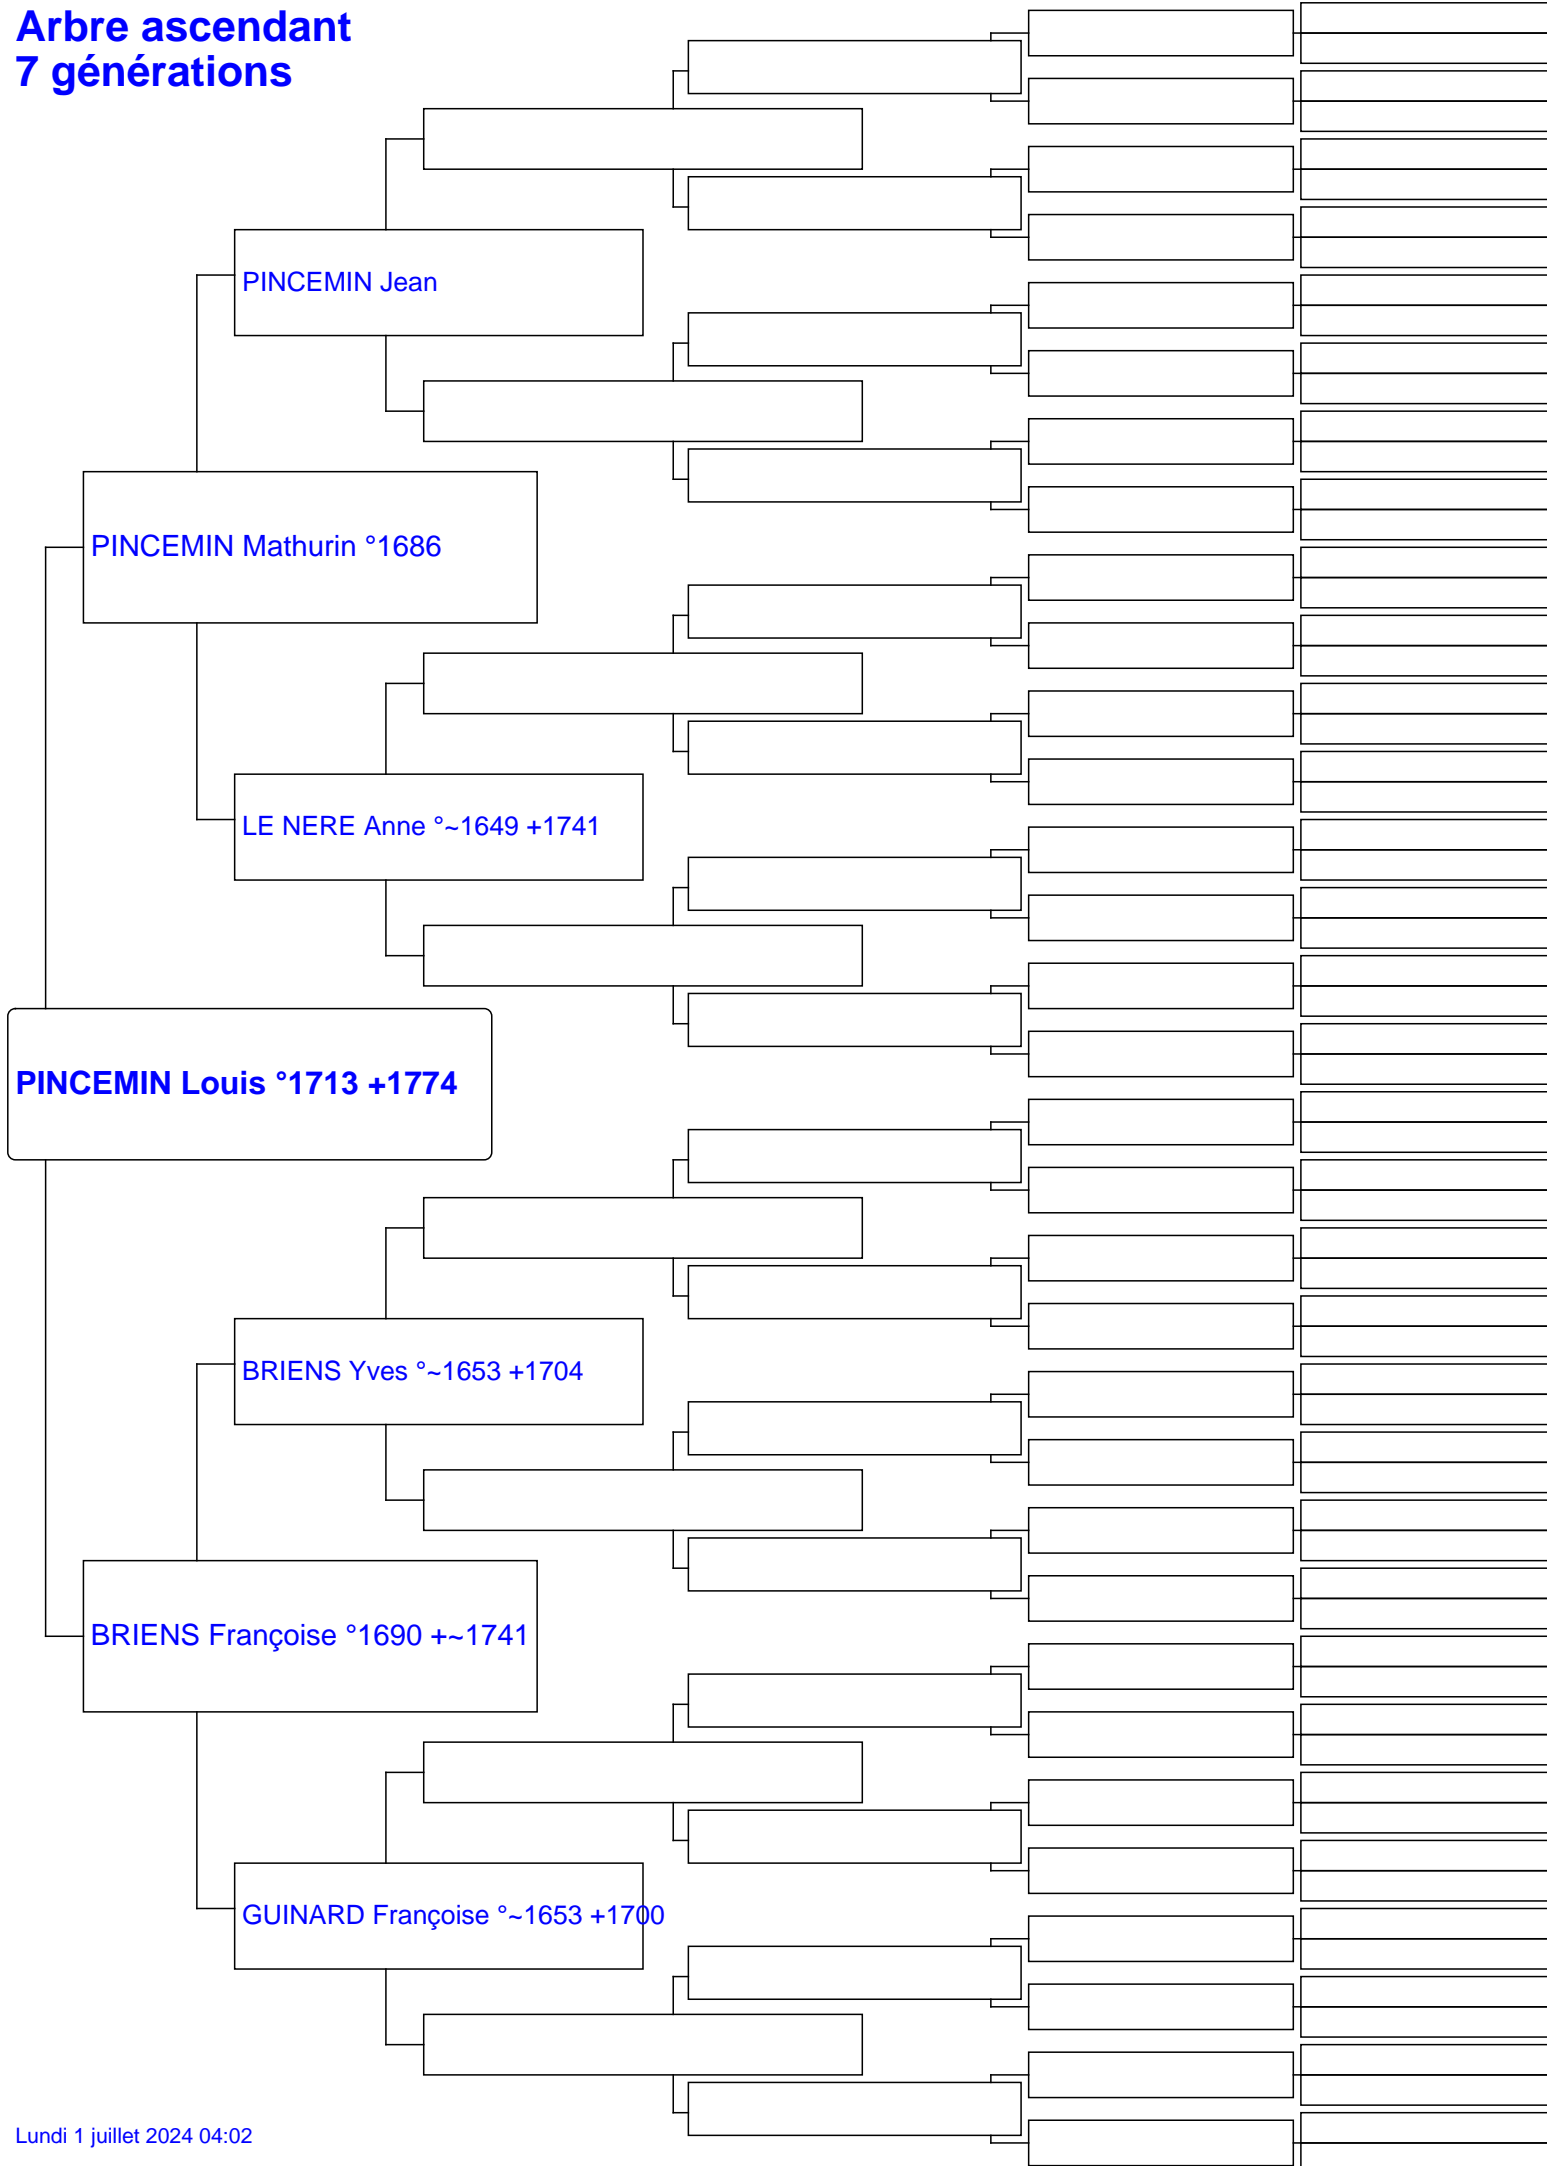 Arbre ascendant
7 générations
PINCEMIN Jean
PINCEMIN Mathurin °1686
LE NERE Anne °~1649 +1741
PINCEMIN Louis °1713 +1774
BRIENS Yves °~1653 +1704
BRIENS Françoise °1690 +~1741
GUINARD Françoise °~1653 +1700
Lundi 1 juillet 2024 04:02